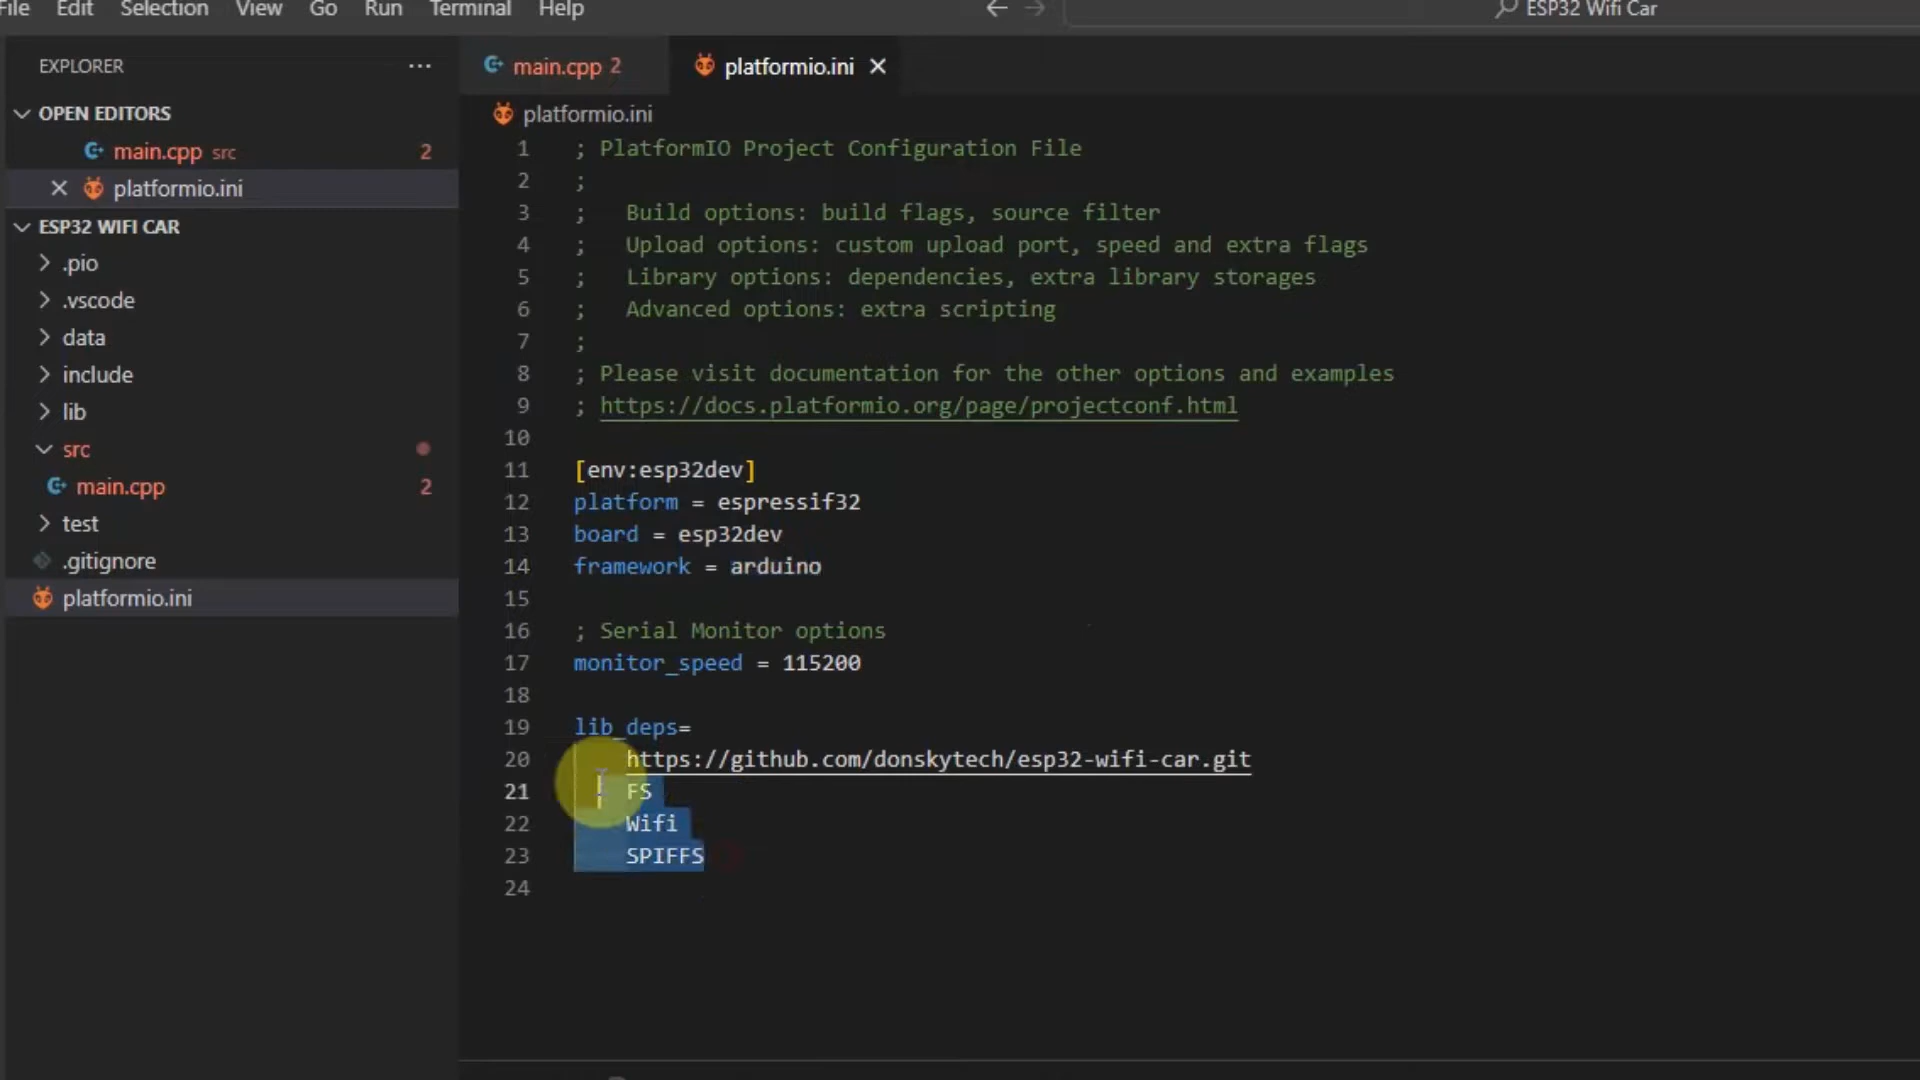 File Edit Selection View Go Run Terminal Help
ESP32 Wifi Car
EXPLORER
OPEN EDITORS
main.cpp src 2
platformio.ini
ESP32 WIFI CAR
.pio
.vscode
data
include
lib
src
main.cpp 2
test
.gitignore
platformio.ini
main.cpp 2
platformio.ini
platformio.ini
1 ; PlatformIO Project Configuration File
2 ;
3 ; Build options: build flags, source filter
4 ; Upload options: custom upload port, speed and extra flags
5 ; Library options: dependencies, extra library storages
6 ; Advanced options: extra scripting
7 ;
8 ; Please visit documentation for the other options and examples
9 ; https://docs.platformio.org/page/projectconf.html
10
11 [env:esp32dev]
12 platform = espressif32
13 board = esp32dev
14 framework = arduino
15
16 ; Serial Monitor options
17 monitor_speed = 115200
18
19 lib_deps=
20 https://github.com/donskytech/esp32-wifi-car.git
21 FS
22 Wifi
23 SPIFFS
24